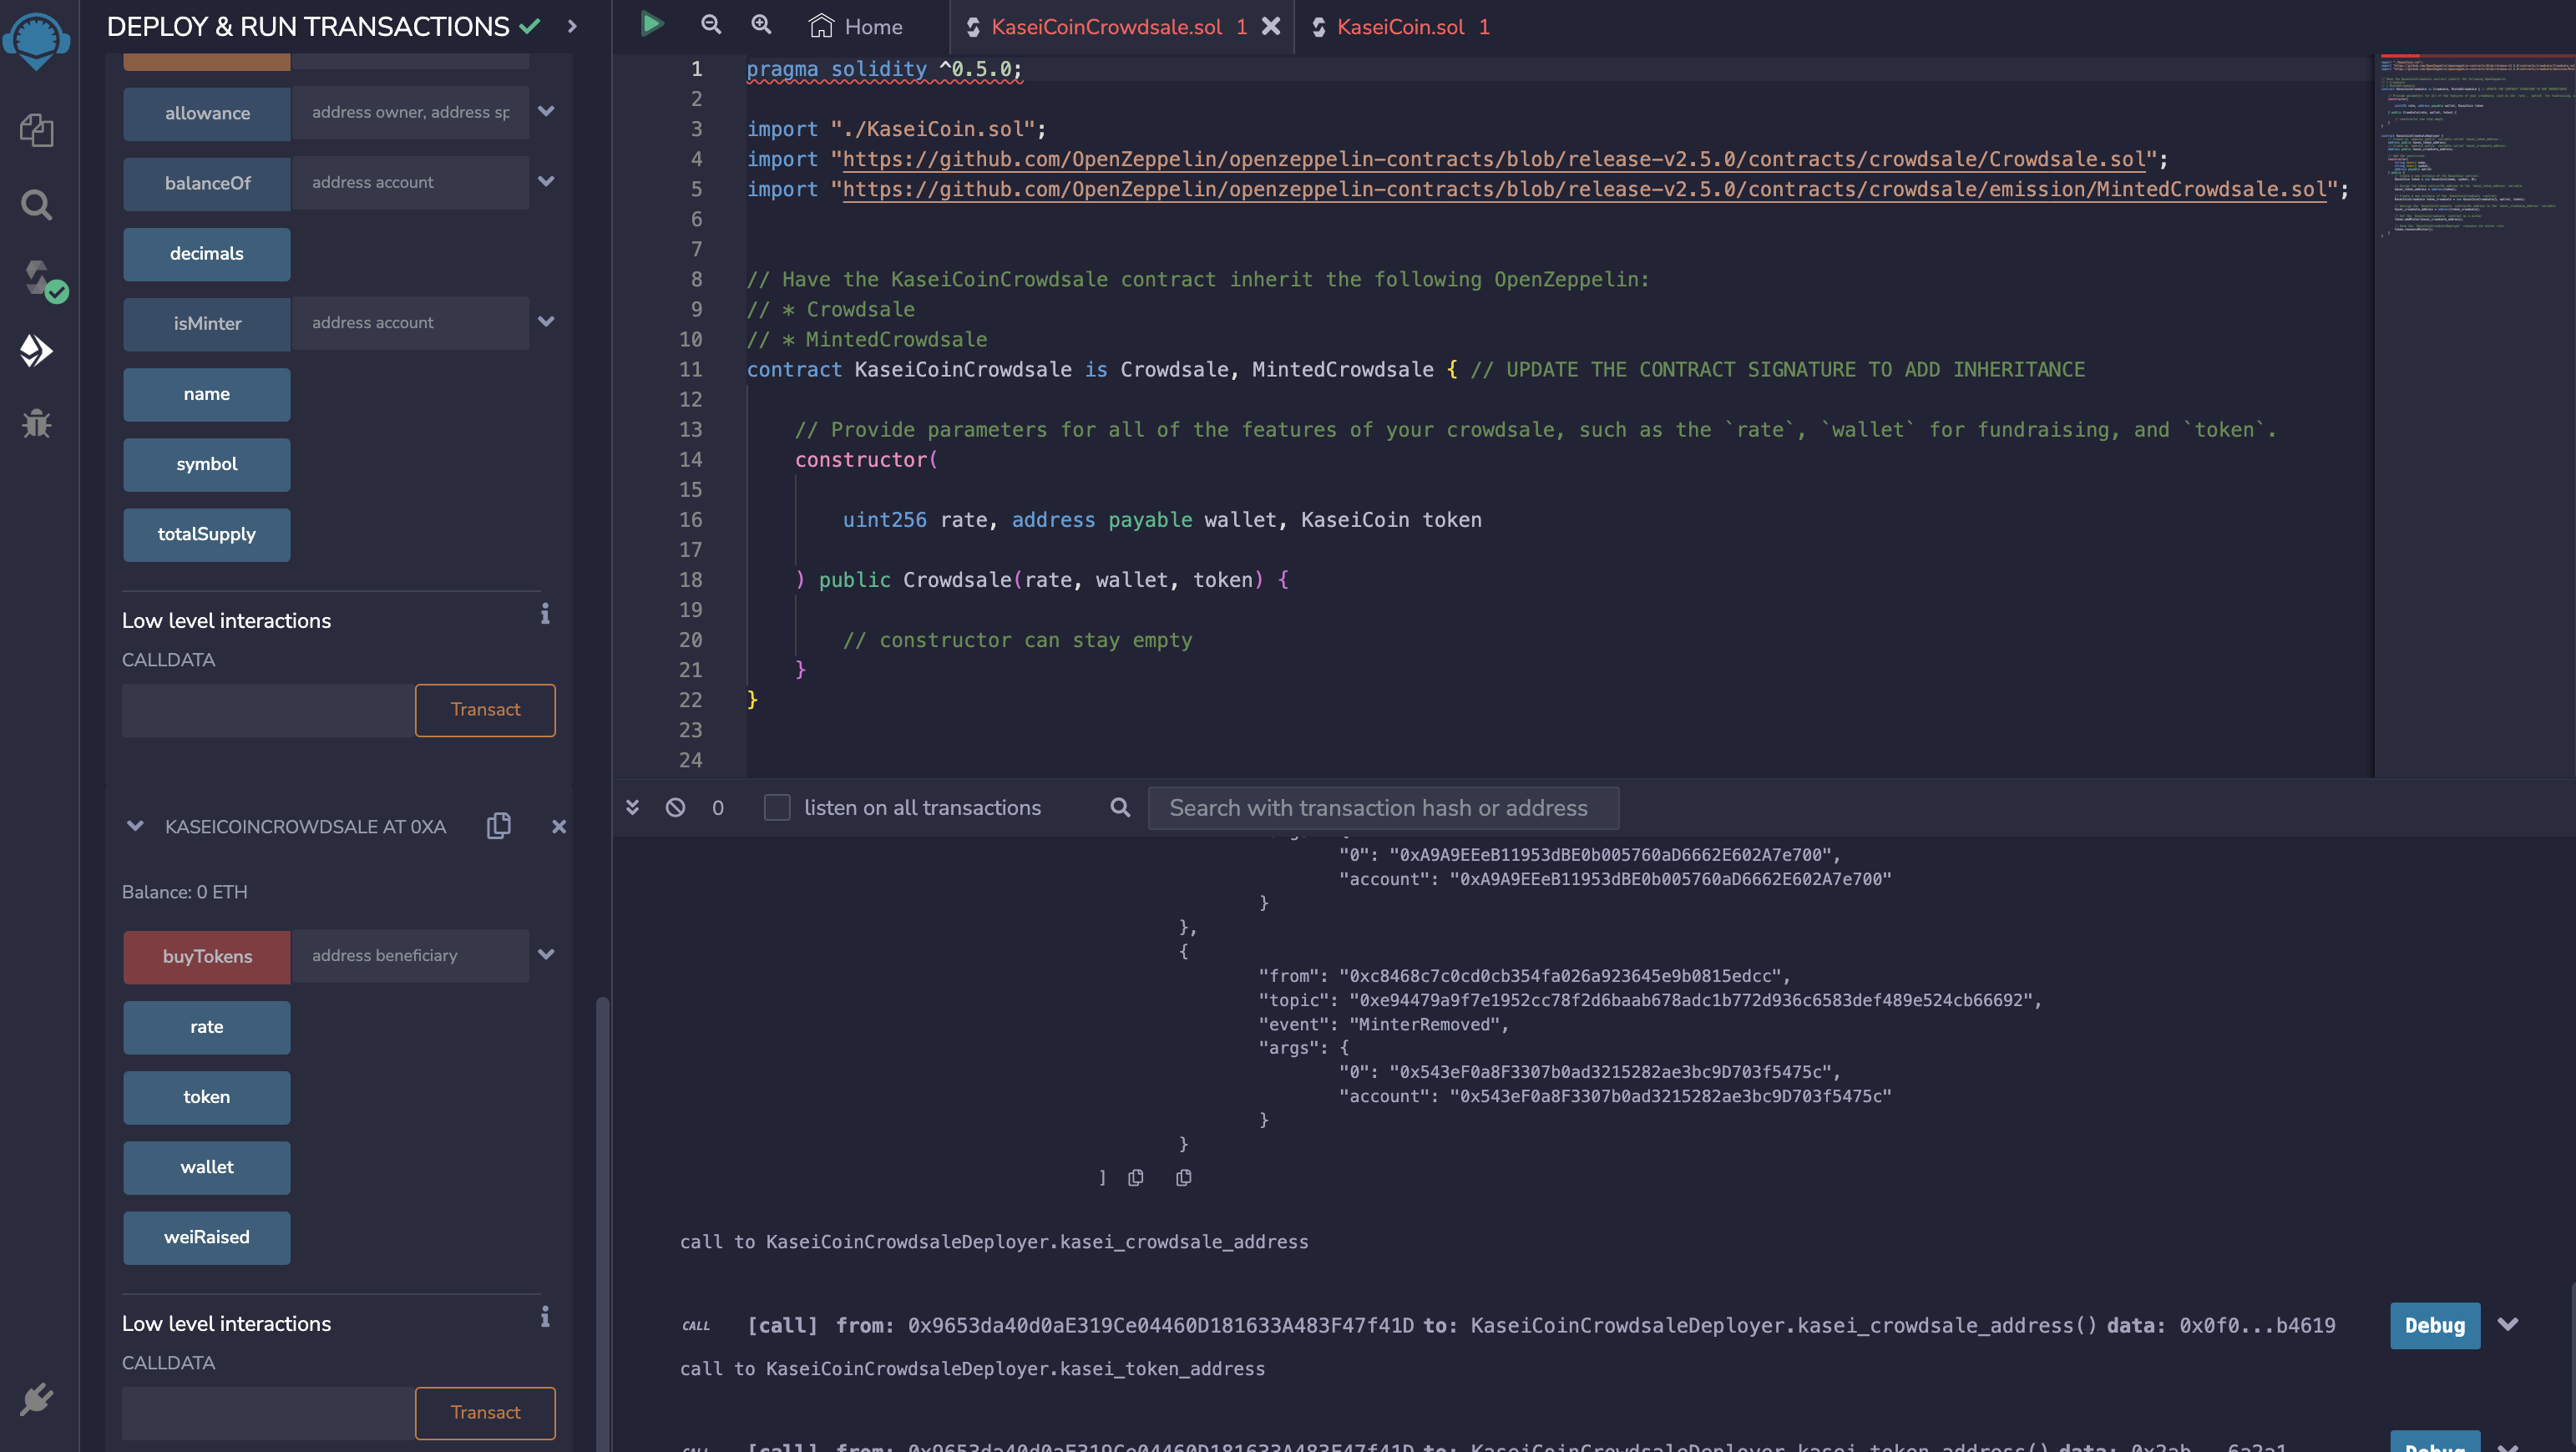 DEPLOY & RUN TRANSACTIONS
allowance address owner, address sp
balanceOf address account
decimals
isMinter address account
name
symbol
totalSupply
Low level interactions
CALLDATA
Transact
KASEICOINCROWDSALE AT 0XA
Balance: 0 ETH
buyTokens address beneficiary
rate
token
wallet
weiRaised
Low level interactions
CALLDATA
Transact
Home KaseiCoinCrowdsale.sol 1 KaseiCoin.sol 1
1 pragma solidity ^0.5.0;
2
3 import "./KaseiCoin.sol";
4 import "https://github.com/OpenZeppelin/openzeppelin-contracts/blob/release-v2.5.0/contracts/crowdsale/Crowdsale.sol";
5 import "https://github.com/OpenZeppelin/openzeppelin-contracts/blob/release-v2.5.0/contracts/crowdsale/emission/MintedCrowdsale.sol";
6
7
8 // Have the KaseiCoinCrowdsale contract inherit the following OpenZeppelin:
9 // * Crowdsale
10 // * MintedCrowdsale
11 contract KaseiCoinCrowdsale is Crowdsale, MintedCrowdsale { // UPDATE THE CONTRACT SIGNATURE TO ADD INHERITANCE
12
13 // Provide parameters for all of the features of your crowdsale, such as the `rate`, `wallet` for fundraising, and `token`.
14 constructor(
15
16 uint256 rate, address payable wallet, KaseiCoin token
17
18 ) public Crowdsale(rate, wallet, token) {
19
20 // constructor can stay empty
21 }
22 }
23
24
0 listen on all transactions Search with transaction hash or address
"0": "0xA9A9EEeB11953dBE0b005760aD6662E602A7e700",
"account": "0xA9A9EEeB11953dBE0b005760aD6662E602A7e700"
}
},
{
"from": "0xc8468c7c0cd0cb354fa026a923645e9b0815edcc",
"topic": "0xe94479a9f7e1952cc78f2d6baab678adc1b772d936c6583def489e524cb66692",
"event": "MinterRemoved",
"args": {
"0": "0x543eF0a8F3307b0ad3215282ae3bc9D703f5475c",
"account": "0x543eF0a8F3307b0ad3215282ae3bc9D703f5475c"
}
}
]
call to KaseiCoinCrowdsaleDeployer.kasei_crowdsale_address
CALL [call] from: 0x9653da40d0aE319Ce04460D181633A483F47f41D to: KaseiCoinCrowdsaleDeployer.kasei_crowdsale_address() data: 0x0f0...b4619 Debug
call to KaseiCoinCrowdsaleDeployer.kasei_token_address
CALL [call] from: 0x9653da40d0aE319Ce04460D181633A483F47f41D to: KaseiCoinCrowdsaleDeployer.kasei_token_address() data: Debug